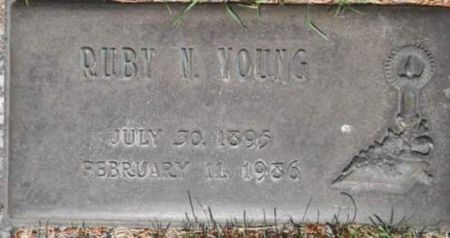 RUBY N. YOUNG
JULY 30, 1895
FEBRUARY 11, 1986